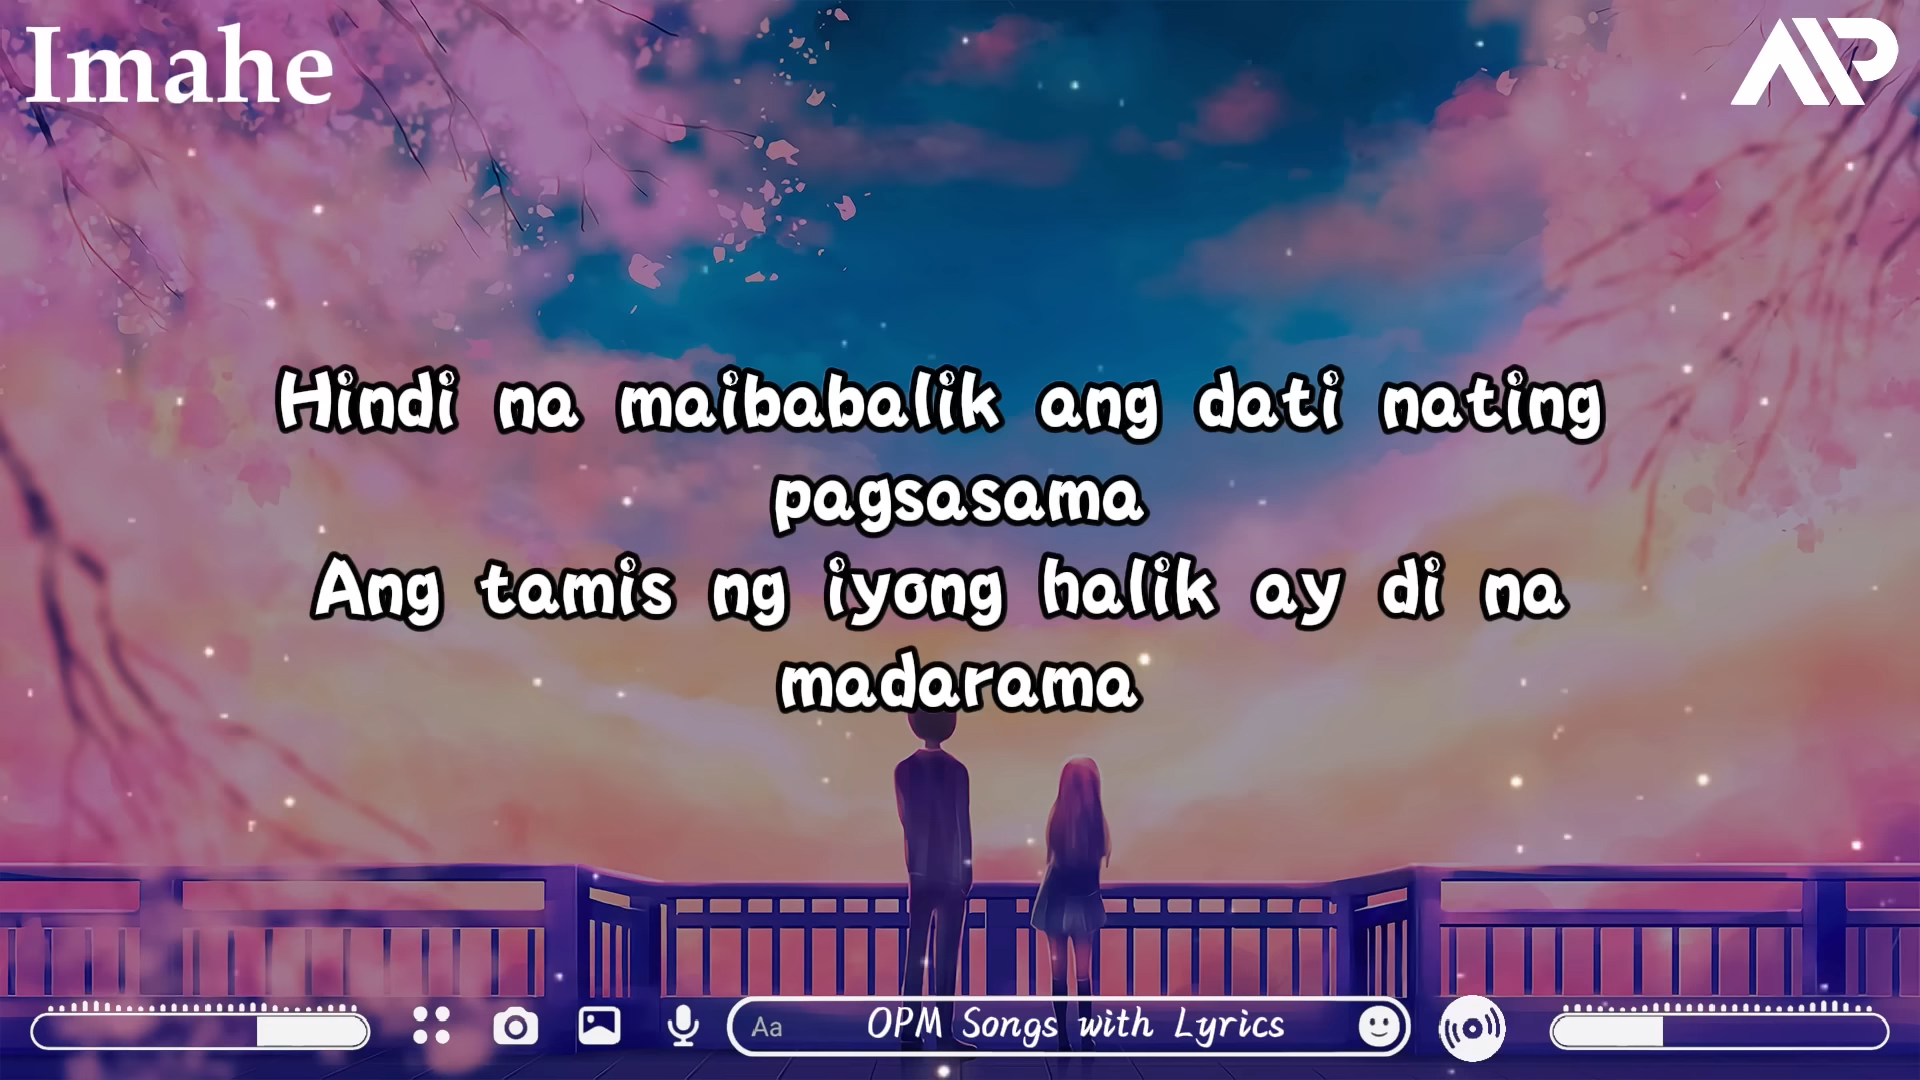 Imahe
AP
Hindi na maibabalik ang dati nating
pagsasama
Ang tamis ng iyong halik ay di na
madarama
Aa
OPM Songs with Lyrics